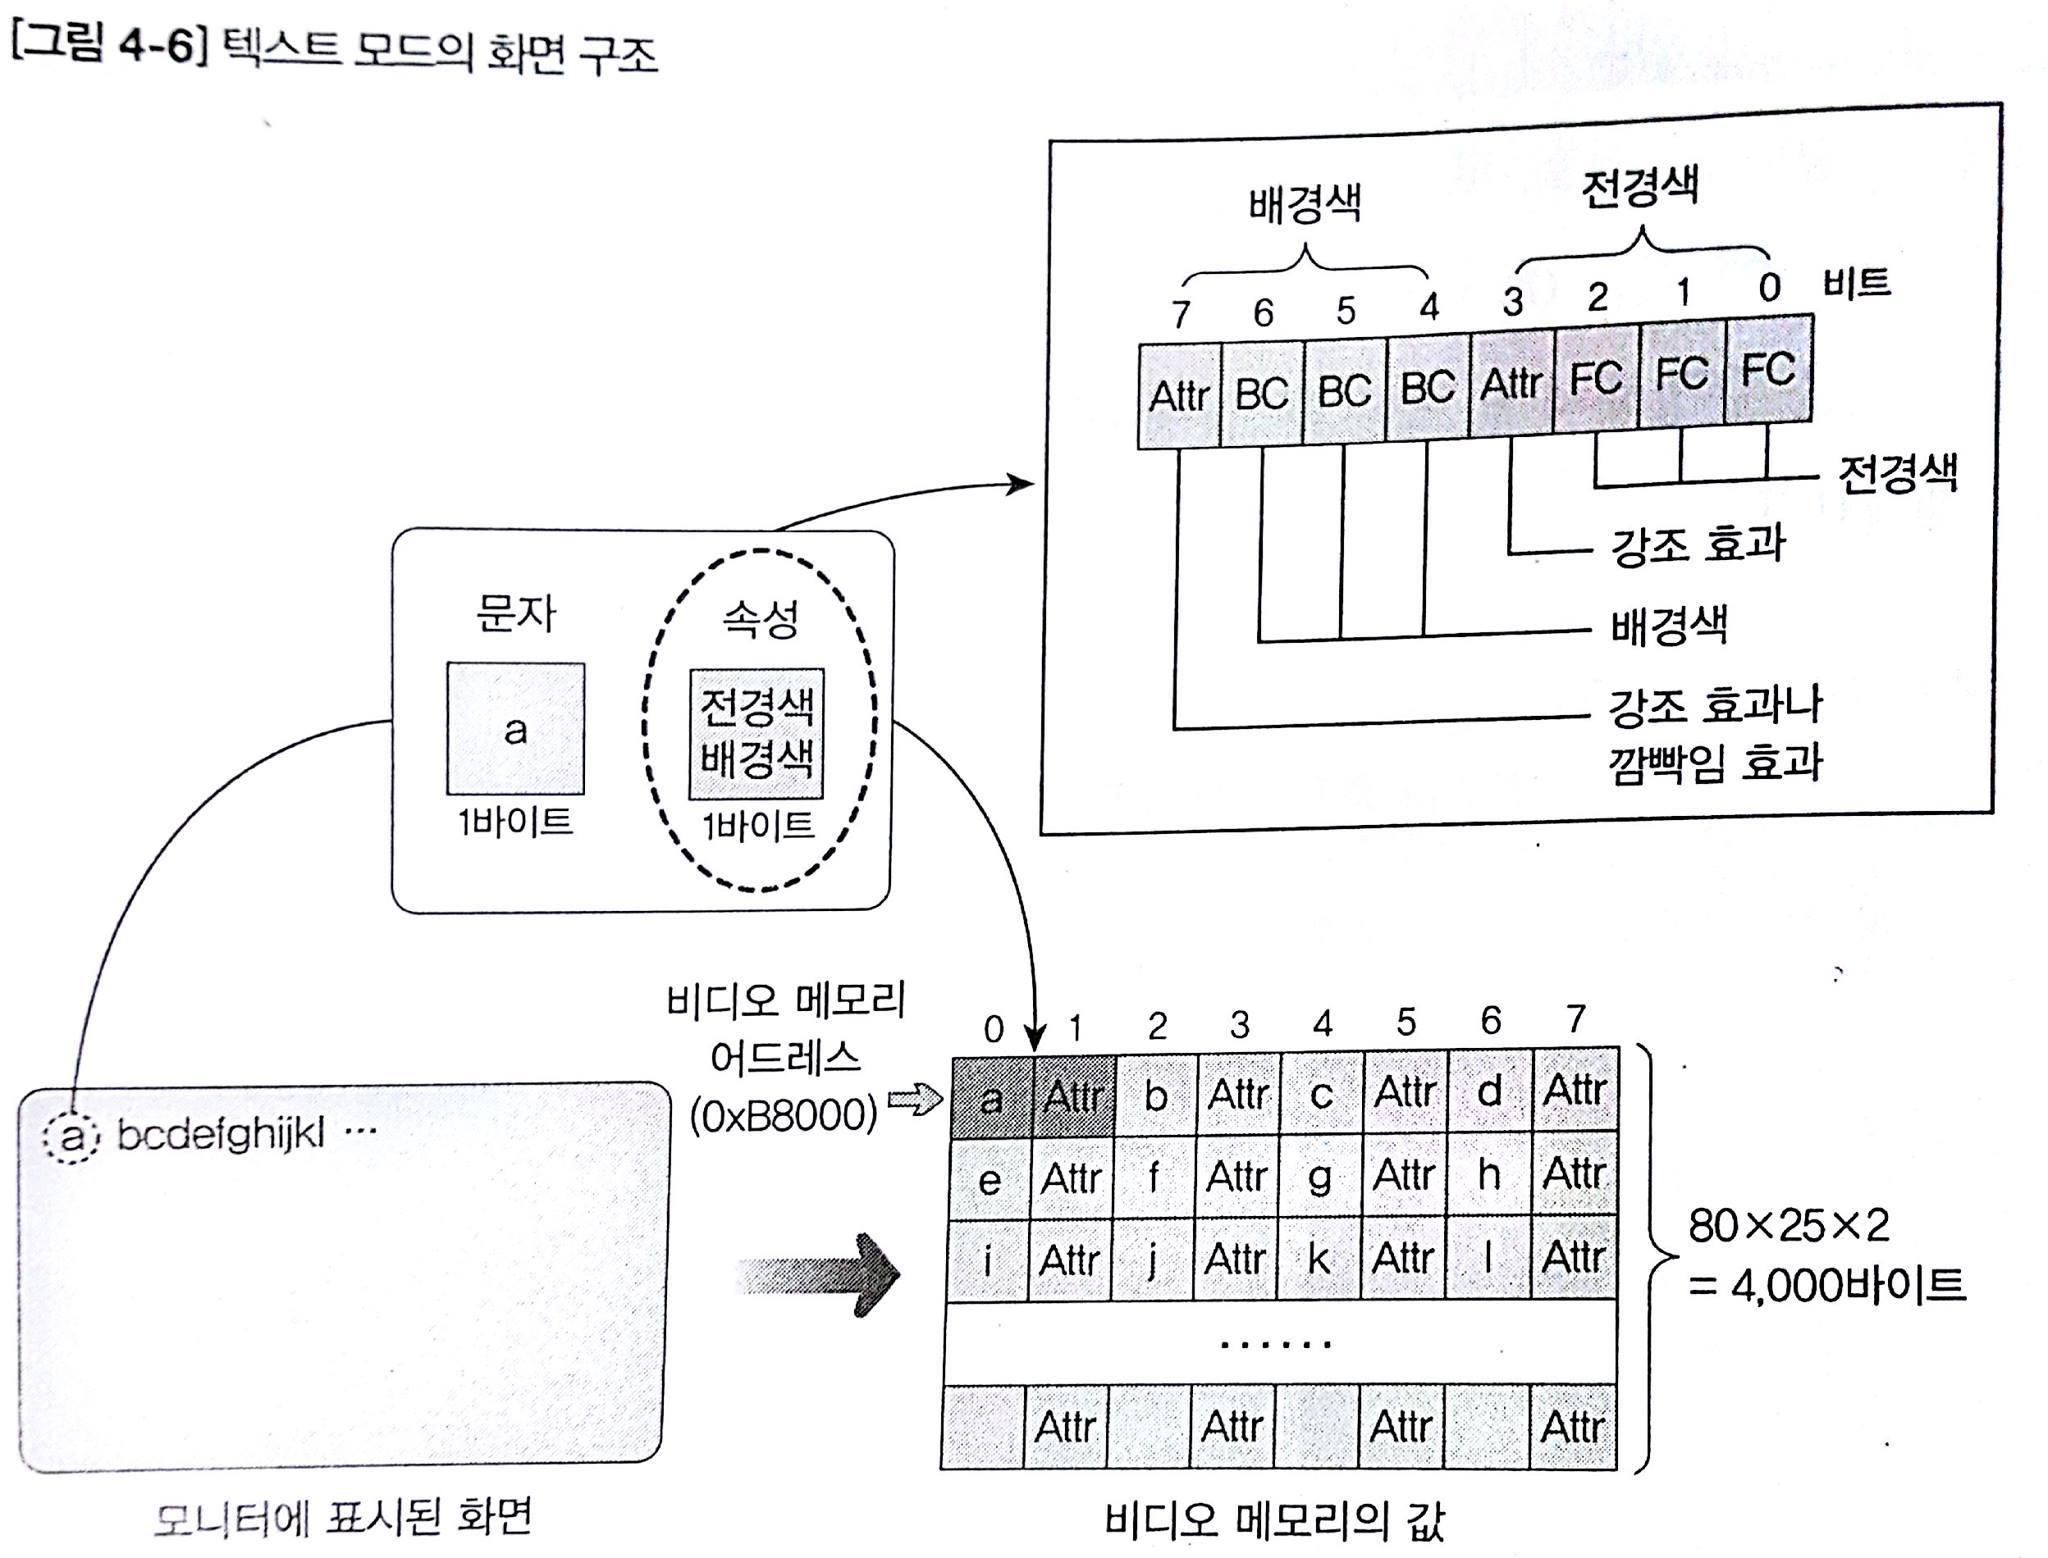 [그림 4-6] 텍스트 모드의 화면 구조
배경색 전경색
7 6 5 4 3 2 1 0 비트
Attr BC BC BC Attr FC FC FC
전경색
강조 효과
배경색
강조 효과나
깜빡임 효과
문자 속성
a
전경색
배경색
1바이트 1바이트
비디오 메모리
어드레스
(0xB8000)
a bcdefghijkl ...
0 1 2 3 4 5 6 7
a Attr b Attr c Attr d Attr
e Attr f Attr g Attr h Attr
i Attr j Attr k Attr l Attr
......
Attr Attr Attr Attr
80×25×2
= 4,000바이트
모니터에 표시된 화면
비디오 메모리의 값